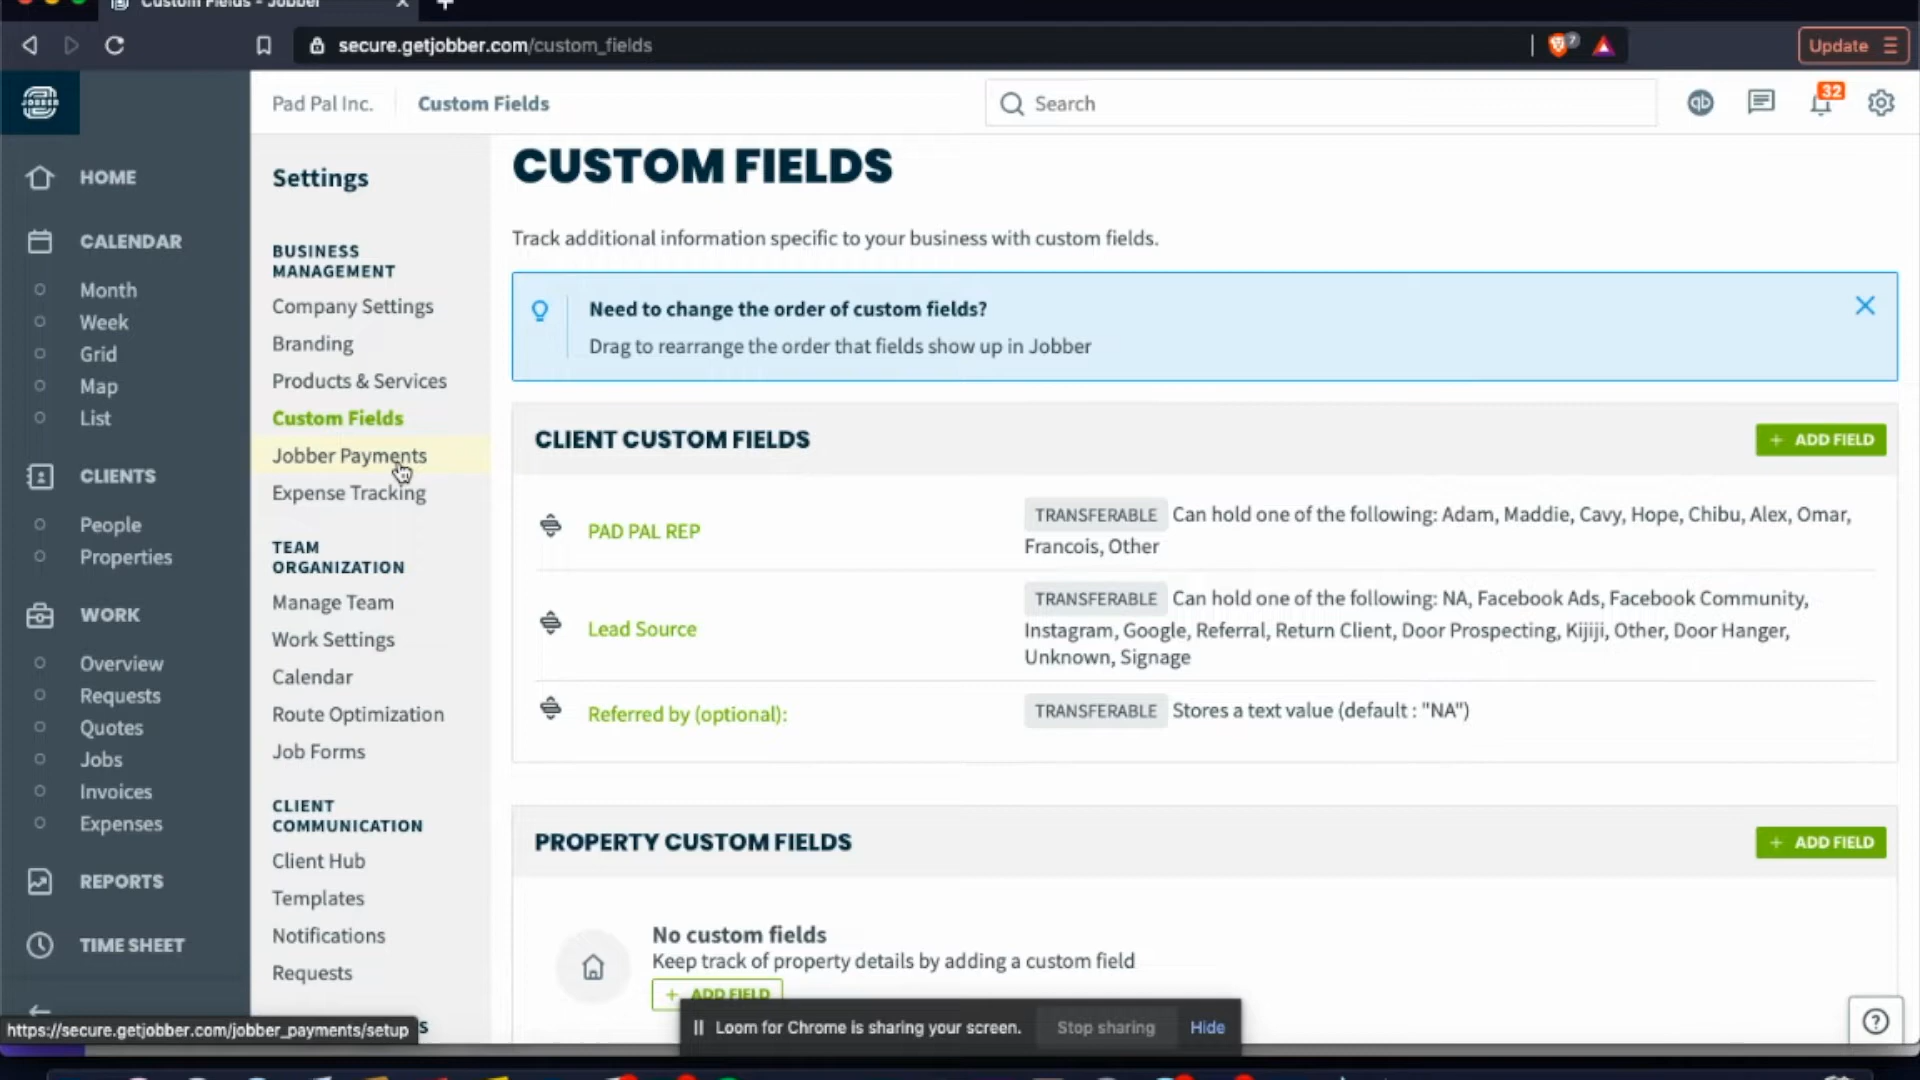 Custom Fields - Jobber
secure.getjobber.com/custom_fields
7
Update
JOBBER
Pad Pal Inc.
Custom Fields
Search
qb
32
HOME
CALENDAR
Month
Week
Grid
Map
List
CLIENTS
People
Properties
WORK
Overview
Requests
Quotes
Jobs
Invoices
Expenses
REPORTS
TIME SHEET
Settings
BUSINESS
MANAGEMENT
Company Settings
Branding
Products & Services
Custom Fields
Jobber Payments
Expense Tracking
TEAM
ORGANIZATION
Manage Team
Work Settings
Calendar
Route Optimization
Job Forms
CLIENT
COMMUNICATION
Client Hub
Templates
Notifications
Requests
CUSTOM FIELDS
Track additional information specific to your business with custom fields.
Need to change the order of custom fields?
Drag to rearrange the order that fields show up in Jobber
CLIENT CUSTOM FIELDS
+ ADD FIELD
PAD PAL REP
TRANSFERABLE Can hold one of the following: Adam, Maddie, Cavy, Hope, Chibu, Alex, Omar,
Francois, Other
Lead Source
TRANSFERABLE Can hold one of the following: NA, Facebook Ads, Facebook Community,
Instagram, Google, Referral, Return Client, Door Prospecting, Kijiji, Other, Door Hanger,
Unknown, Signage
Referred by (optional):
TRANSFERABLE Stores a text value (default : "NA")
PROPERTY CUSTOM FIELDS
+ ADD FIELD
No custom fields
Keep track of property details by adding a custom field
+ ADD FIELD
Loom for Chrome is sharing your screen.
Stop sharing
Hide
https://secure.getjobber.com/jobber_payments/setup